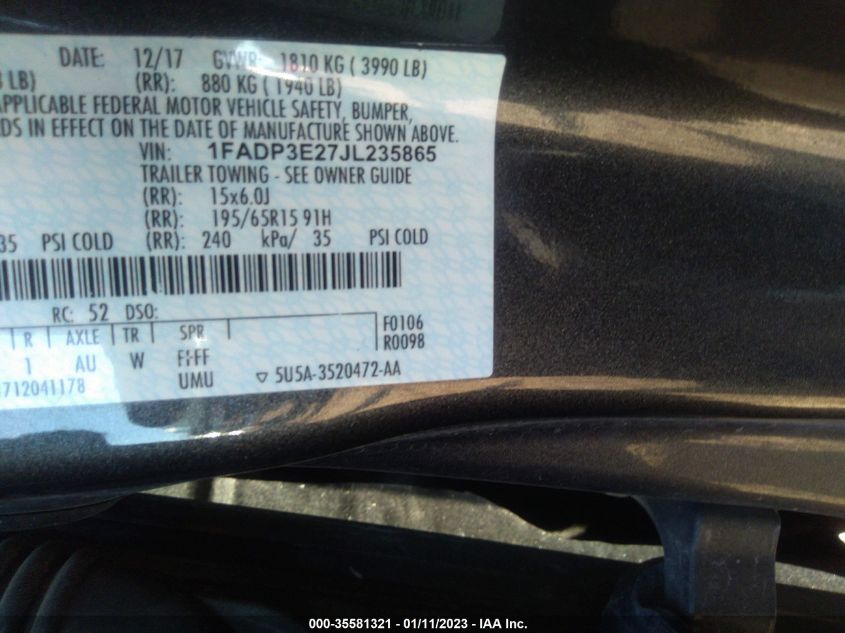 DATE: 12/17 GVWR: 1810 KG ( 3990 LB)
LB) (RR): 880 KG ( 1940 LB)
APPLICABLE FEDERAL MOTOR VEHICLE SAFETY, BUMPER,
DS IN EFFECT ON THE DATE OF MANUFACTURE SHOWN ABOVE.
VIN: 1FADP3E27JL235865
TRAILER TOWING - SEE OWNER GUIDE
(RR): 15x6.0J
(RR): 195/65R15 91H
35 PSI COLD (RR): 240 kPa/ 35 PSI COLD
RC: 52 DSO:
R AXLE TR SPR F0106
R0098
1 AU W FFFF
UMU ▽ 5U5A-3520472-AA
712041178
000-35581321 / 01/11/2023 - IAA Inc.